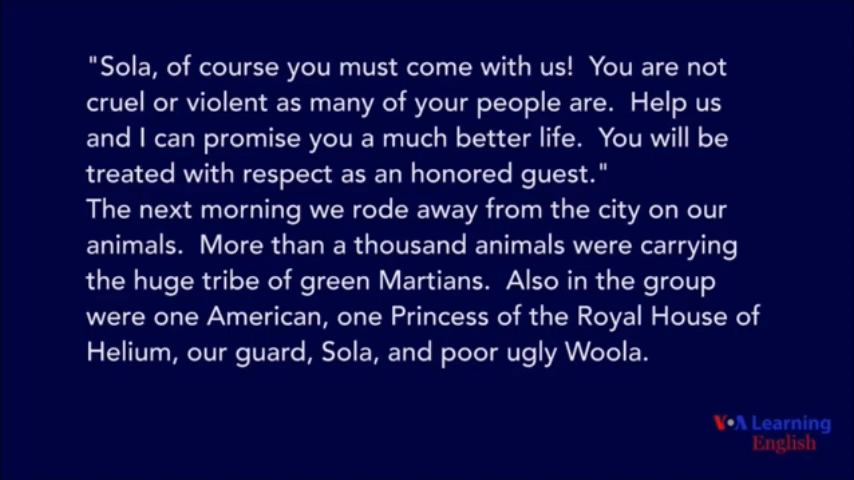 "Sola, of course you must come with us!  You are not
cruel or violent as many of your people are.  Help us
and I can promise you a much better life.  You will be
treated with respect as an honored guest."
The next morning we rode away from the city on our
animals.  More than a thousand animals were carrying
the huge tribe of green Martians.  Also in the group
were one American, one Princess of the Royal House of
Helium, our guard, Sola, and poor ugly Woola.
VOA Learning
English